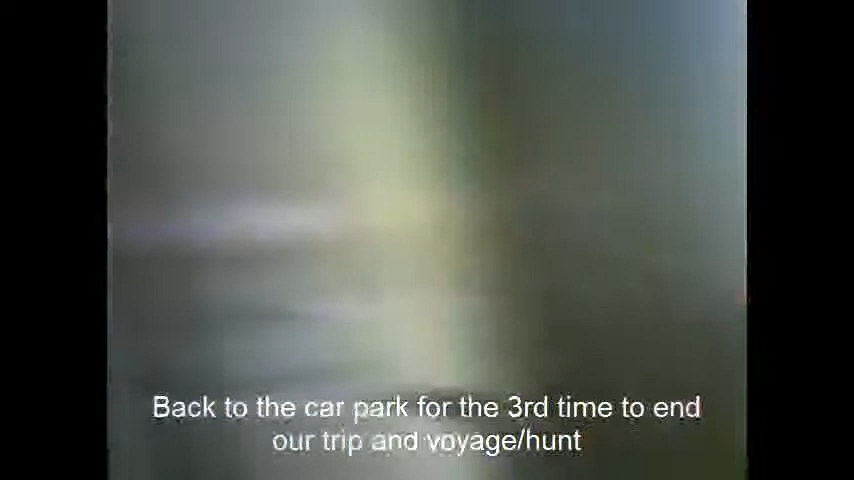 Back to the car park for the 3rd time to end
our trip and voyage/hunt